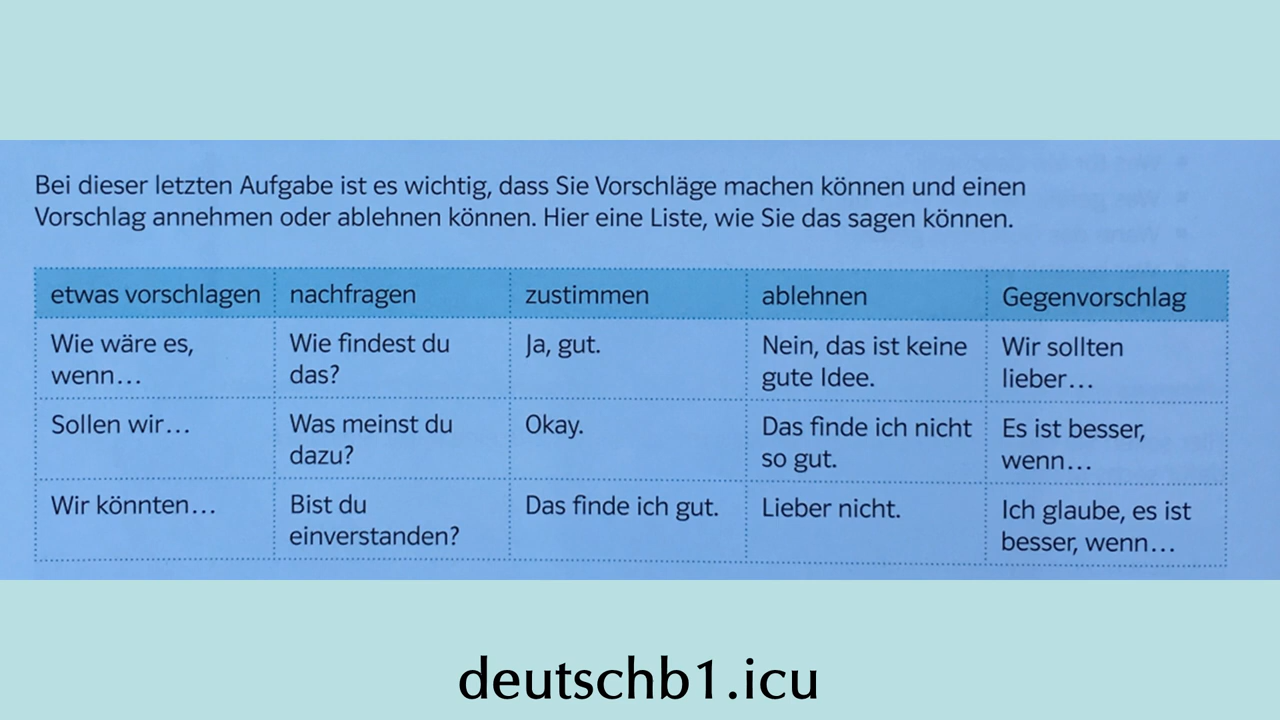 Bei dieser letzten Aufgabe ist es wichtig, dass Sie Vorschläge machen können und einen
Vorschlag annehmen oder ablehnen können. Hier eine Liste, wie Sie das sagen können.
etwas vorschlagen
nachfragen
zustimmen
ablehnen
Gegenvorschlag
Wie wäre es,
wenn…
Wie findest du
das?
Ja, gut.
Nein, das ist keine
gute Idee.
Wir sollten
lieber…
Sollen wir…
Was meinst du
dazu?
Okay.
Das finde ich nicht
so gut.
Es ist besser,
wenn…
Wir könnten…
Bist du
einverstanden?
Das finde ich gut.
Lieber nicht.
Ich glaube, es ist
besser, wenn…
deutschb1.icu